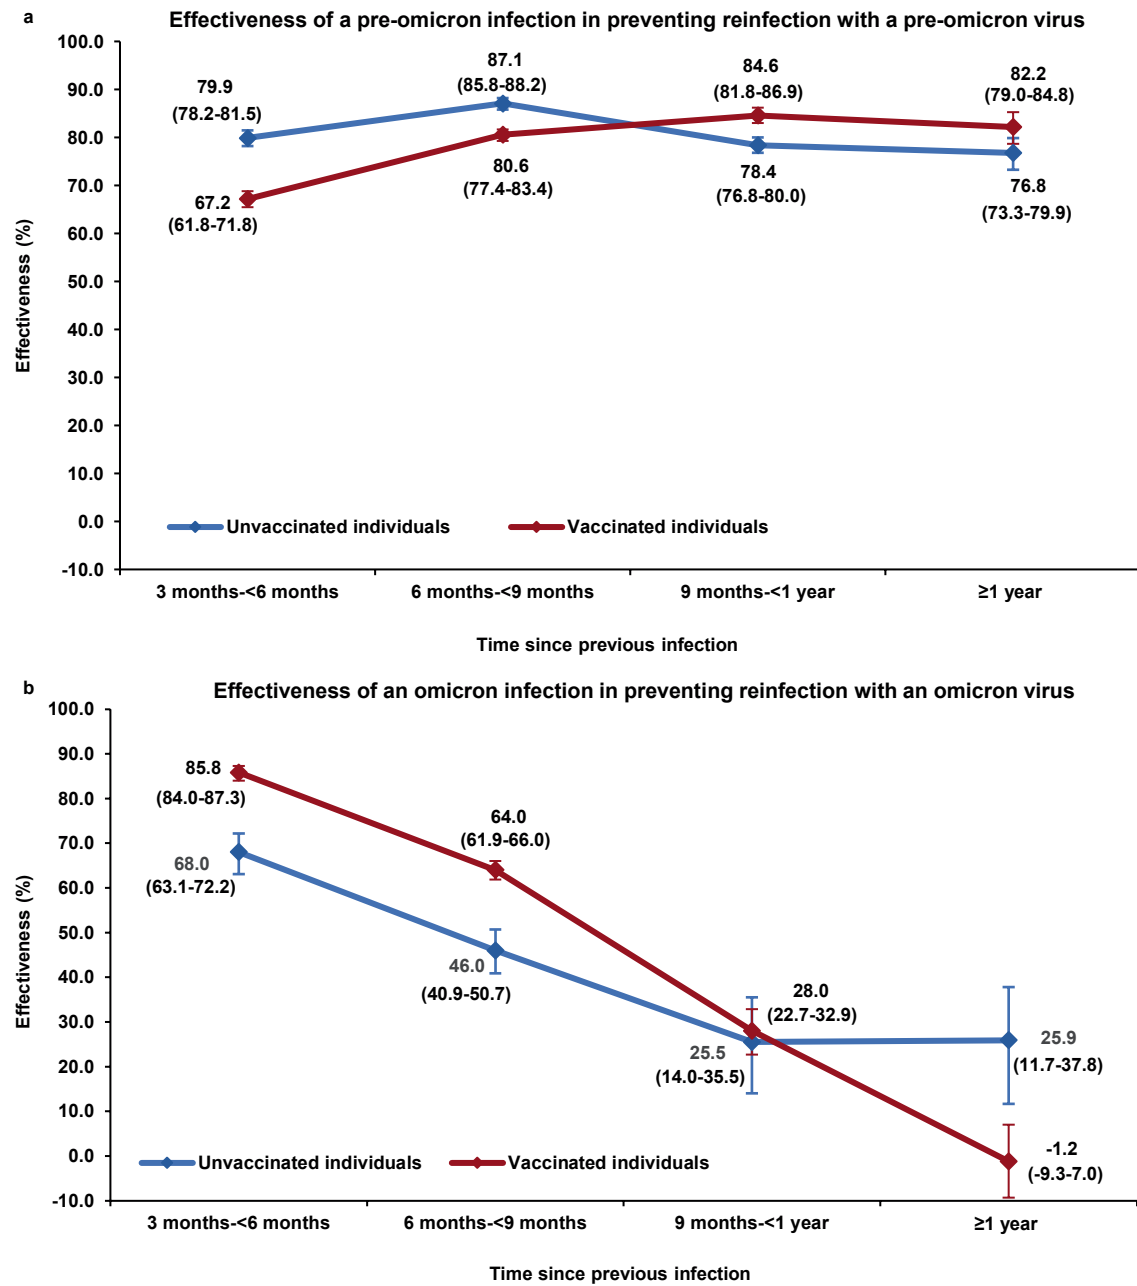 a
Effectiveness of a pre-omicron infection in preventing reinfection with a pre-omicron virus
Effectiveness (%)
100.0
90.0
80.0
70.0
60.0
50.0
40.0
30.0
20.0
10.0
0.0
-10.0
79.9
(78.2-81.5)
87.1
(85.8-88.2)
84.6
(81.8-86.9)
82.2
(79.0-84.8)
67.2
(61.8-71.8)
80.6
(77.4-83.4)
78.4
(76.8-80.0)
76.8
(73.3-79.9)
Unvaccinated individuals
Vaccinated individuals
3 months-<6 months
6 months-<9 months
9 months-<1 year
≥1 year
Time since previous infection
b
Effectiveness of an omicron infection in preventing reinfection with an omicron virus
Effectiveness (%)
100.0
90.0
80.0
70.0
60.0
50.0
40.0
30.0
20.0
10.0
0.0
-10.0
85.8
(84.0-87.3)
64.0
(61.9-66.0)
28.0
(22.7-32.9)
-1.2
(-9.3-7.0)
68.0
(63.1-72.2)
46.0
(40.9-50.7)
25.5
(14.0-35.5)
25.9
(11.7-37.8)
Unvaccinated individuals
Vaccinated individuals
3 months-<6 months
6 months-<9 months
9 months-<1 year
≥1 year
Time since previous infection